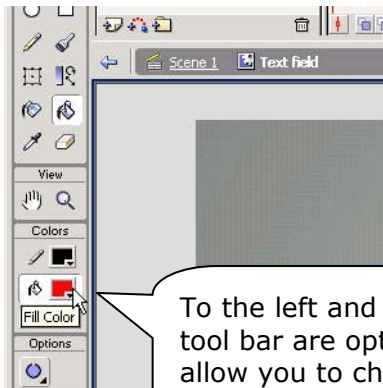 Scene 1 Text field
View
Colors
Fill Color
Options
To the left and
tool bar are opt
allow you to ch